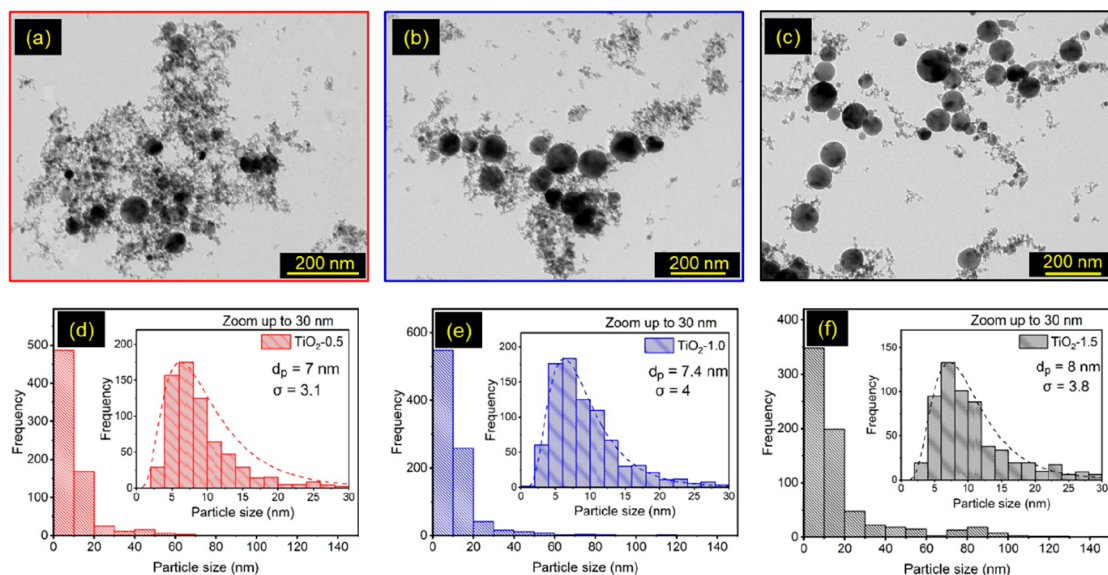 (a)
200 nm
(b)
200 nm
(c)
200 nm
(d)
Zoom up to 30 nm
TiO₂-0.5
dₚ = 7 nm
σ = 3.1
Frequency
200
150
100
50
0
0 5 10 15 20 25 30
Particle size (nm)
Frequency
500
400
300
200
100
0
0 20 40 60 80 100 120 140
Particle size (nm)
(e)
Zoom up to 30 nm
TiO₂-1.0
dₚ = 7.4 nm
σ = 4
Frequency
200
150
100
50
0
0 5 10 15 20 25 30
Particle size (nm)
Frequency
600
400
200
0
0 20 40 60 80 100 120 140
Particle size (nm)
(f)
Zoom up to 30 nm
TiO₂-1.5
dₚ = 8 nm
σ = 3.8
Frequency
150
100
50
0
0 5 10 15 20 25 30
Particle size (nm)
Frequency
400
300
200
100
0
0 20 40 60 80 100 120 140
Particle size (nm)